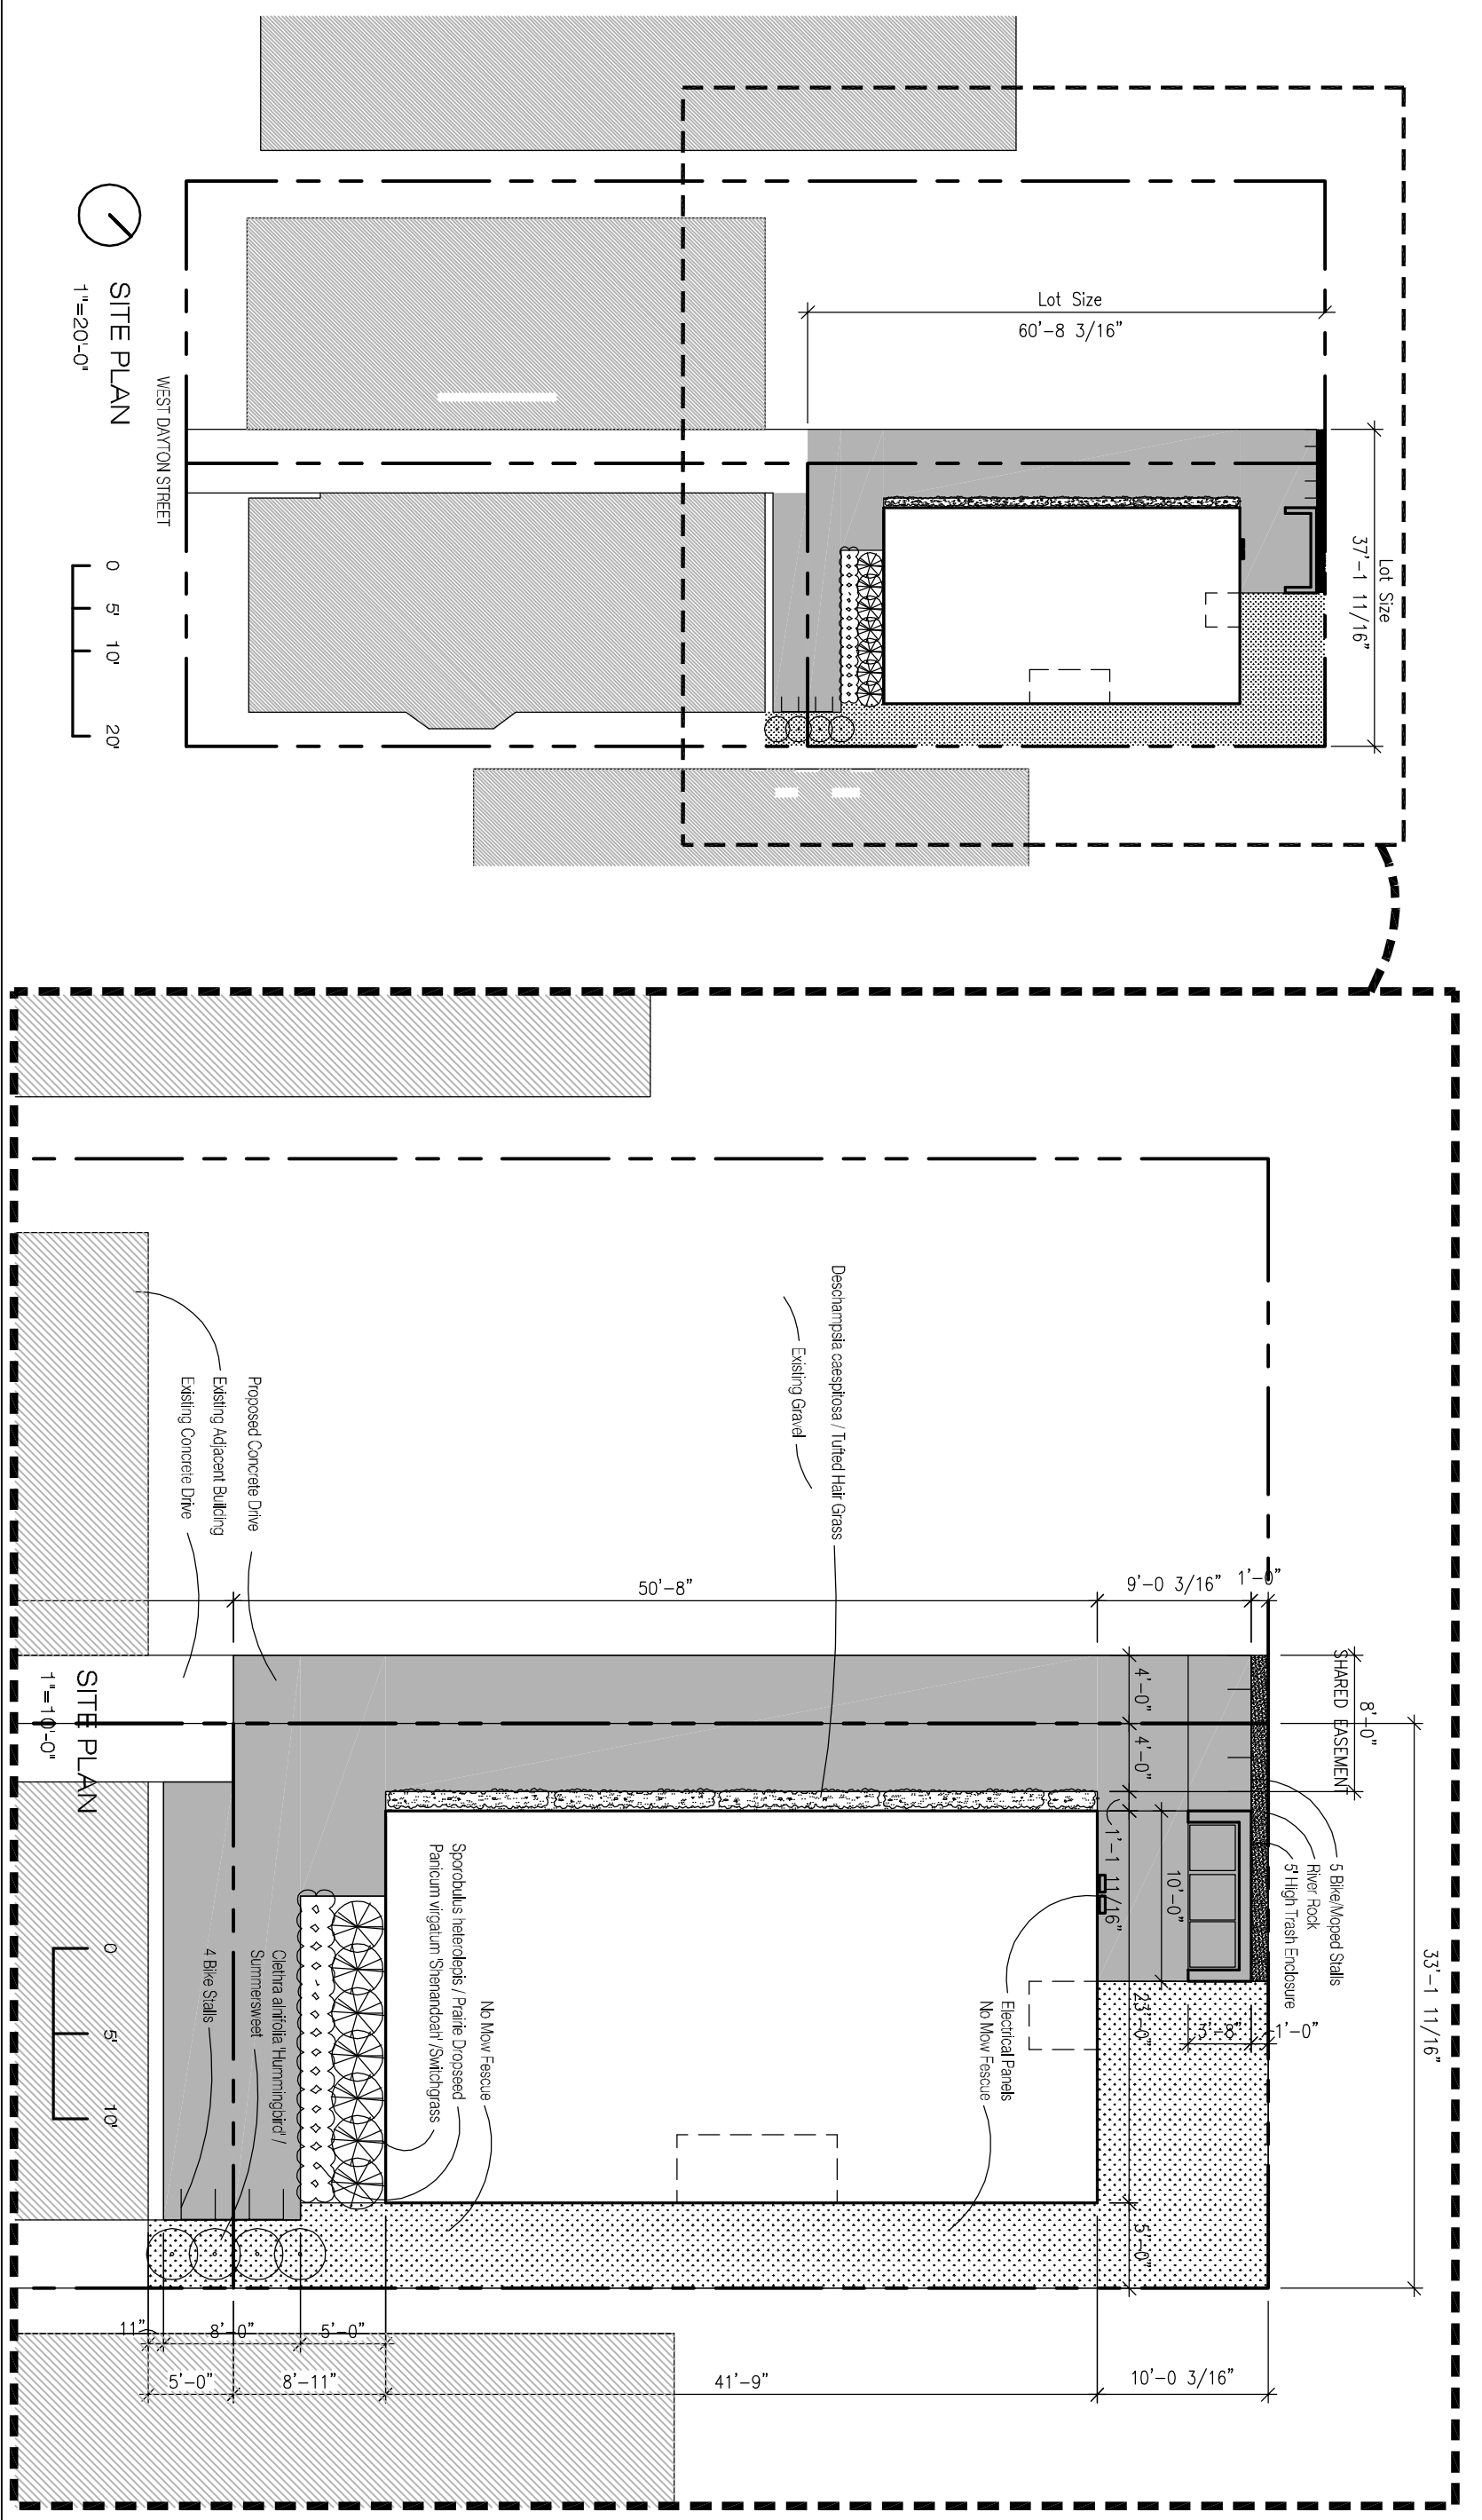 Lot Size
60'-8 3/16"
Lot Size
37'-1 11/16"
WEST DAYTON STREET
SITE PLAN
1"=20'-0"
0 5' 10' 20'
Deschampsia caespitosa / Tufted Hair Grass
Existing Gravel
Proposed Concrete Drive
Existing Adjacent Building
Existing Concrete Drive
50'-8"
9'-0 3/16"
1'-0"
8'-0"
SHARED EASEMENT
4'-0"
4'-0"
1'-1 11/16"
10'-0"
23'-0"
5'-0"
33'-1 11/16"
5 Bike/Moped Stalls
River Rock
5' High Trash Enclosure
1'-0"
Electrical Panels
No Mow Fescue
No Mow Fescue
Sporobulus heterolepis / Prairie Dropseed
Panicum virgatum 'Shenandoah' /Switchgrass
Clethra alnifolia 'Hummingbird' /
Summersweet
4 Bike Stalls
SITE PLAN
1"=10'-0"
0 5' 10'
11"
8'-0"
5'-0"
5'-0"
8'-11"
41'-9"
10'-0 3/16"